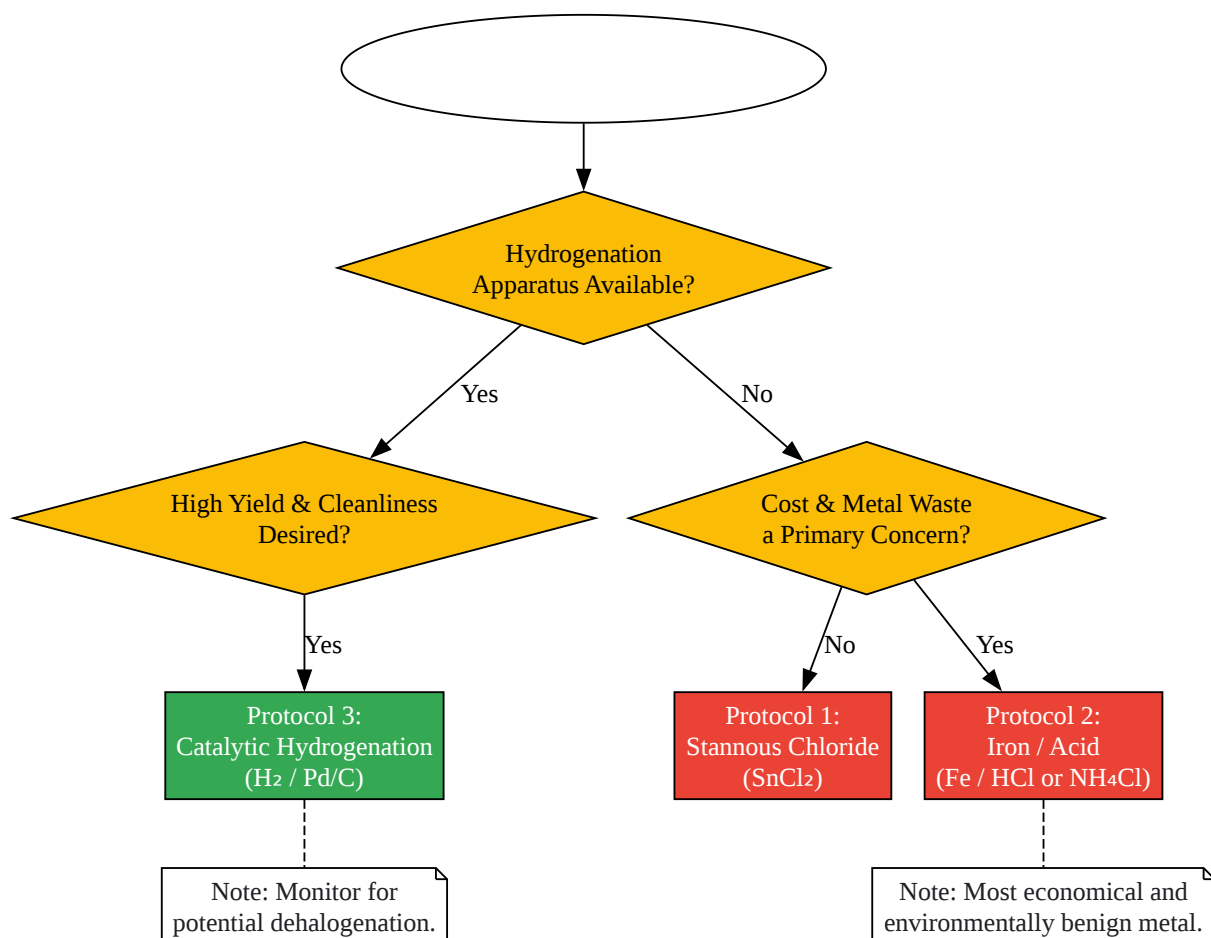 Hydrogenation
Apparatus Available?
Yes
No
High Yield & Cleanliness
Desired?
Cost & Metal Waste
a Primary Concern?
Yes
No
Yes
Protocol 3:
Catalytic Hydrogenation
(H₂ / Pd/C)
Protocol 1:
Stannous Chloride
(SnCl₂)
Protocol 2:
Iron / Acid
(Fe / HCl or NH₄Cl)
Note: Monitor for
potential dehalogenation.
Note: Most economical and
environmentally benign metal.